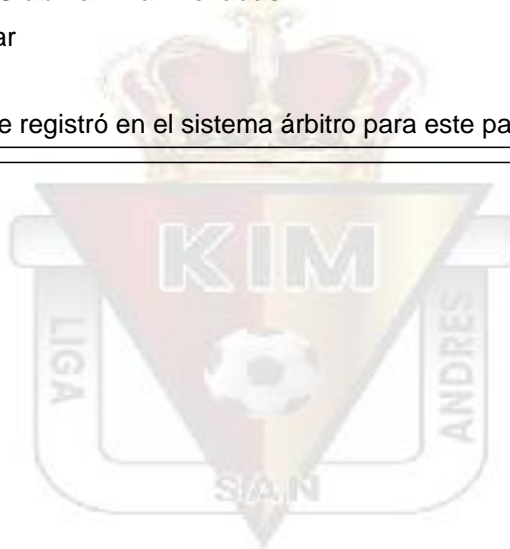 ar
e registró en el sistema árbitro para este pa
KIM
LIGA
ANDRES
SAN